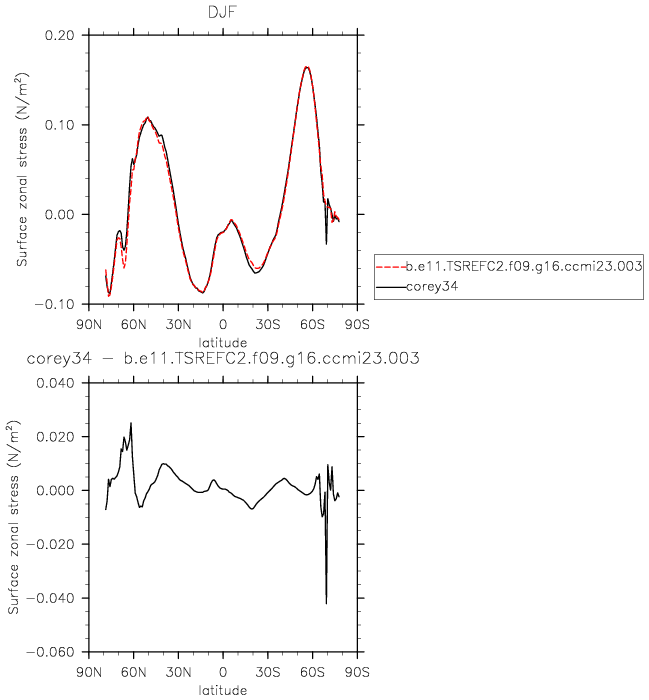 DJF
0.20
0.10
0.00
−0.10
Surface zonal stress (N/m²)
90N 60N 30N 0 30S 60S 90S
latitude
b.e11.TSREFC2.f09.g16.ccmi23.003
corey34
corey34 − b.e11.TSREFC2.f09.g16.ccmi23.003
0.040
0.020
0.000
−0.020
−0.040
−0.060
Surface zonal stress (N/m²)
90N 60N 30N 0 30S 60S 90S
latitude